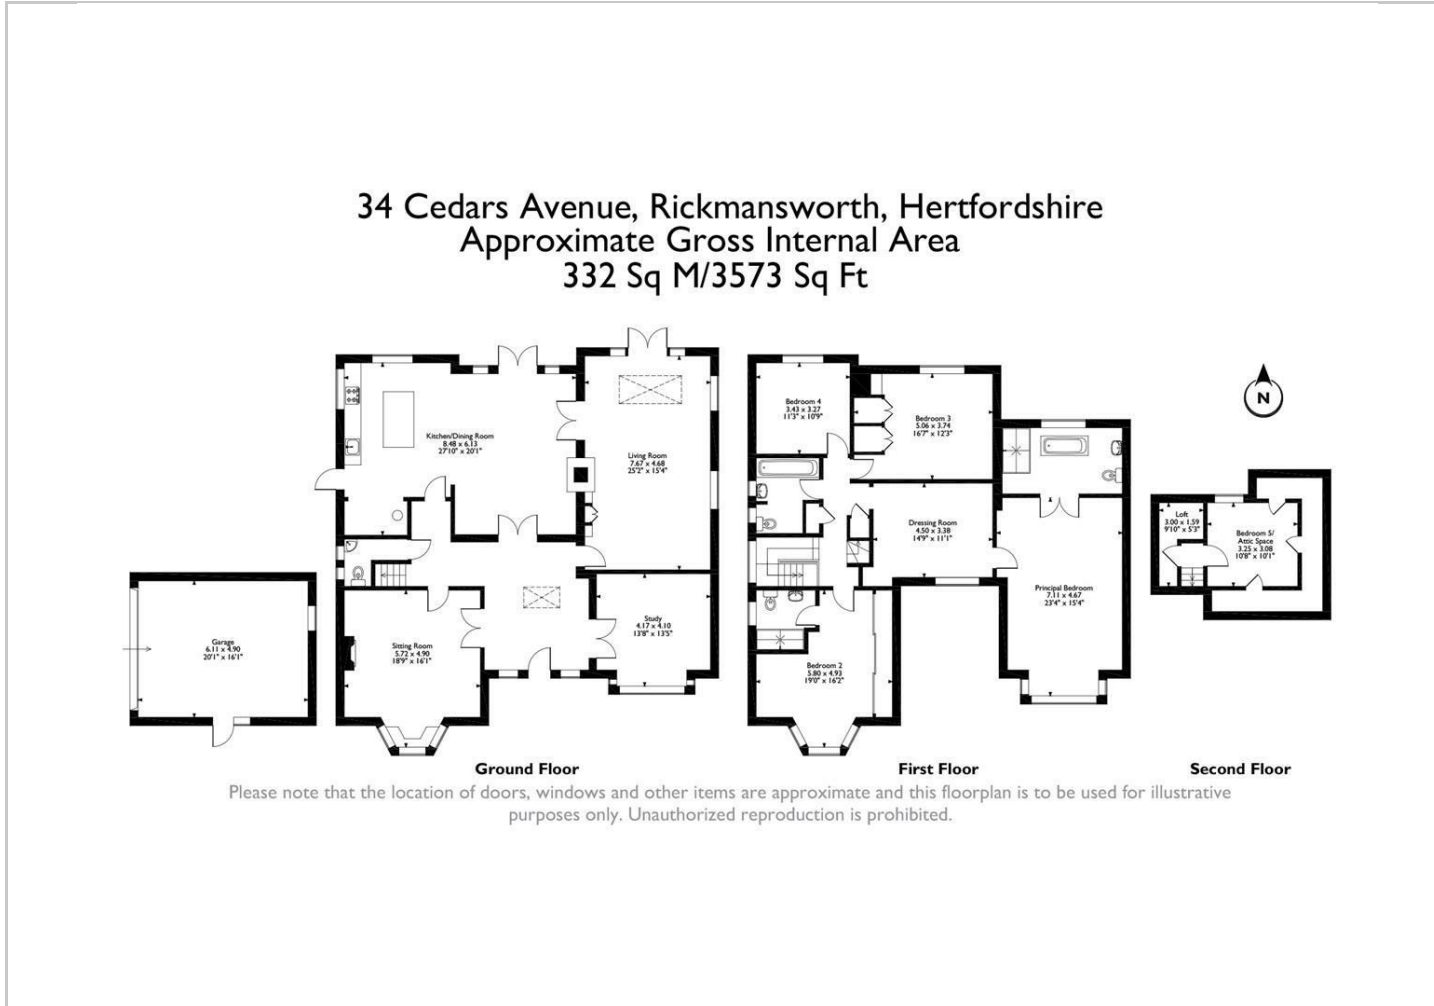 34 Cedars Avenue, Rickmansworth, Hertfordshire
Approximate Gross Internal Area
332 Sq M/3573 Sq Ft
N
Kitchen/Dining Room
8.48 x 6.13
27'10" x 20'1"
Living Room
7.67 x 4.68
25'2" x 15'4"
Garage
6.11 x 4.90
20'1" x 16'1"
Sitting Room
5.72 x 4.90
18'9" x 16'1"
Study
4.17 x 4.10
13'8" x 13'5"
Ground Floor
Bedroom 4
3.43 x 3.27
11'3" x 10'9"
Bedroom 3
5.06 x 3.74
16'7" x 12'3"
Dressing Room
4.50 x 3.38
14'9" x 11'1"
Principal Bedroom
7.11 x 4.67
23'4" x 15'4"
Bedroom 2
5.80 x 4.93
19'0" x 16'2"
First Floor
Loft
3.00 x 1.59
9'10" x 5'3"
Bedroom 5/
Attic Space
3.25 x 3.08
10'8" x 10'1"
Second Floor
Please note that the location of doors, windows and other items are approximate and this floorplan is to be used for illustrative
purposes only. Unauthorized reproduction is prohibited.